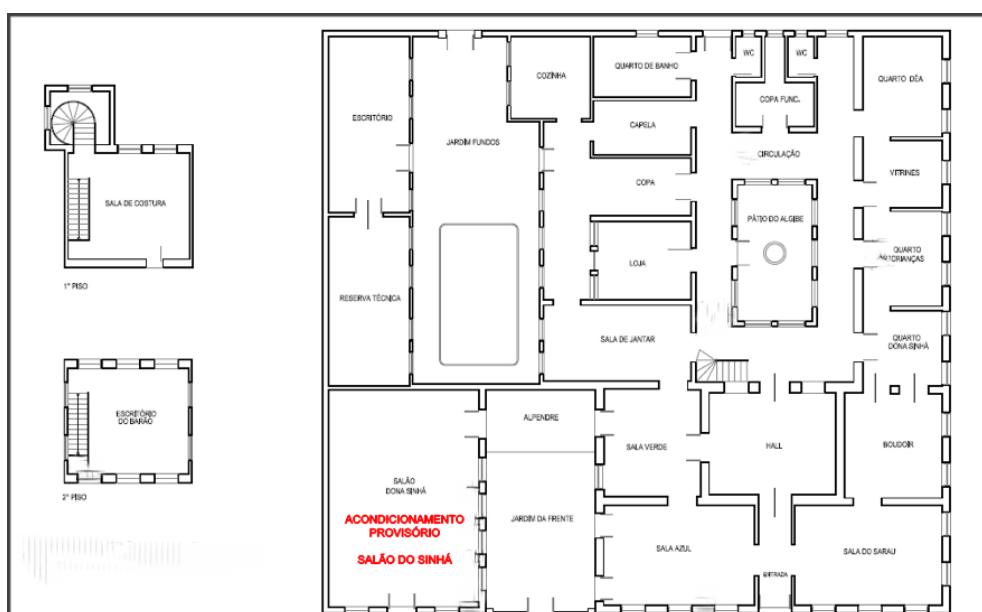 SALA DE COSTURA
1° PISO
ESCRITÓRIO
DO BARÃO
2° PISO
ESCRITÓRIO
JARDIM FUNDOS
COZINHA
QUARTO DE BANHO
WC
WC
QUARTO DÉA
COPA FUNC.
CAPELA
CIRCULAÇÃO
VITRINES
COPA
PÁTIO DO ALGIBE
QUARTO
LOJA
RESERVA TÉCNICA
SALA DE JANTAR
QUARTO
DONA SINHÁ
ALPENDRE
SALA VERDE
HALL
BOUDOIR
SALÃO
DONA SINHÁ
ACONDICIONAMENTO
PROVISÓRIO
SALÃO DO SINHÁ
JARDIM DA FRENTE
SALA AZUL
SALA DO SARAU
ENTRADA